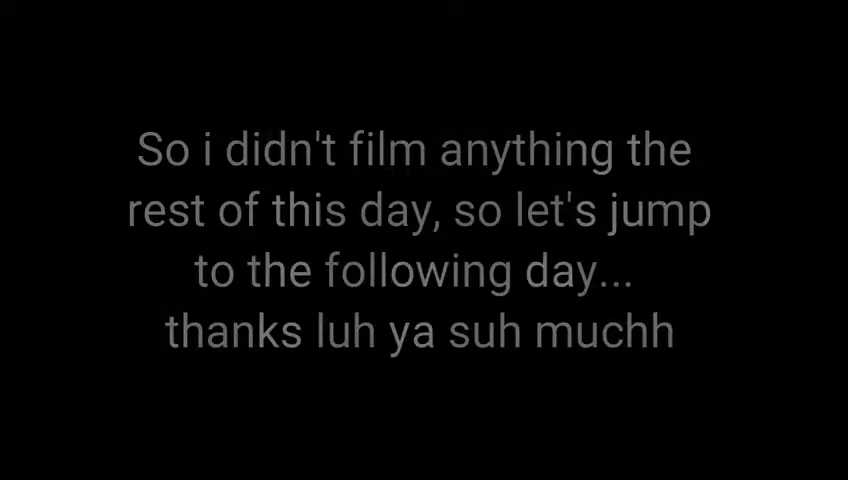 So i didn't film anything the
rest of this day, so let's jump
to the following day...
thanks luh ya suh muchh